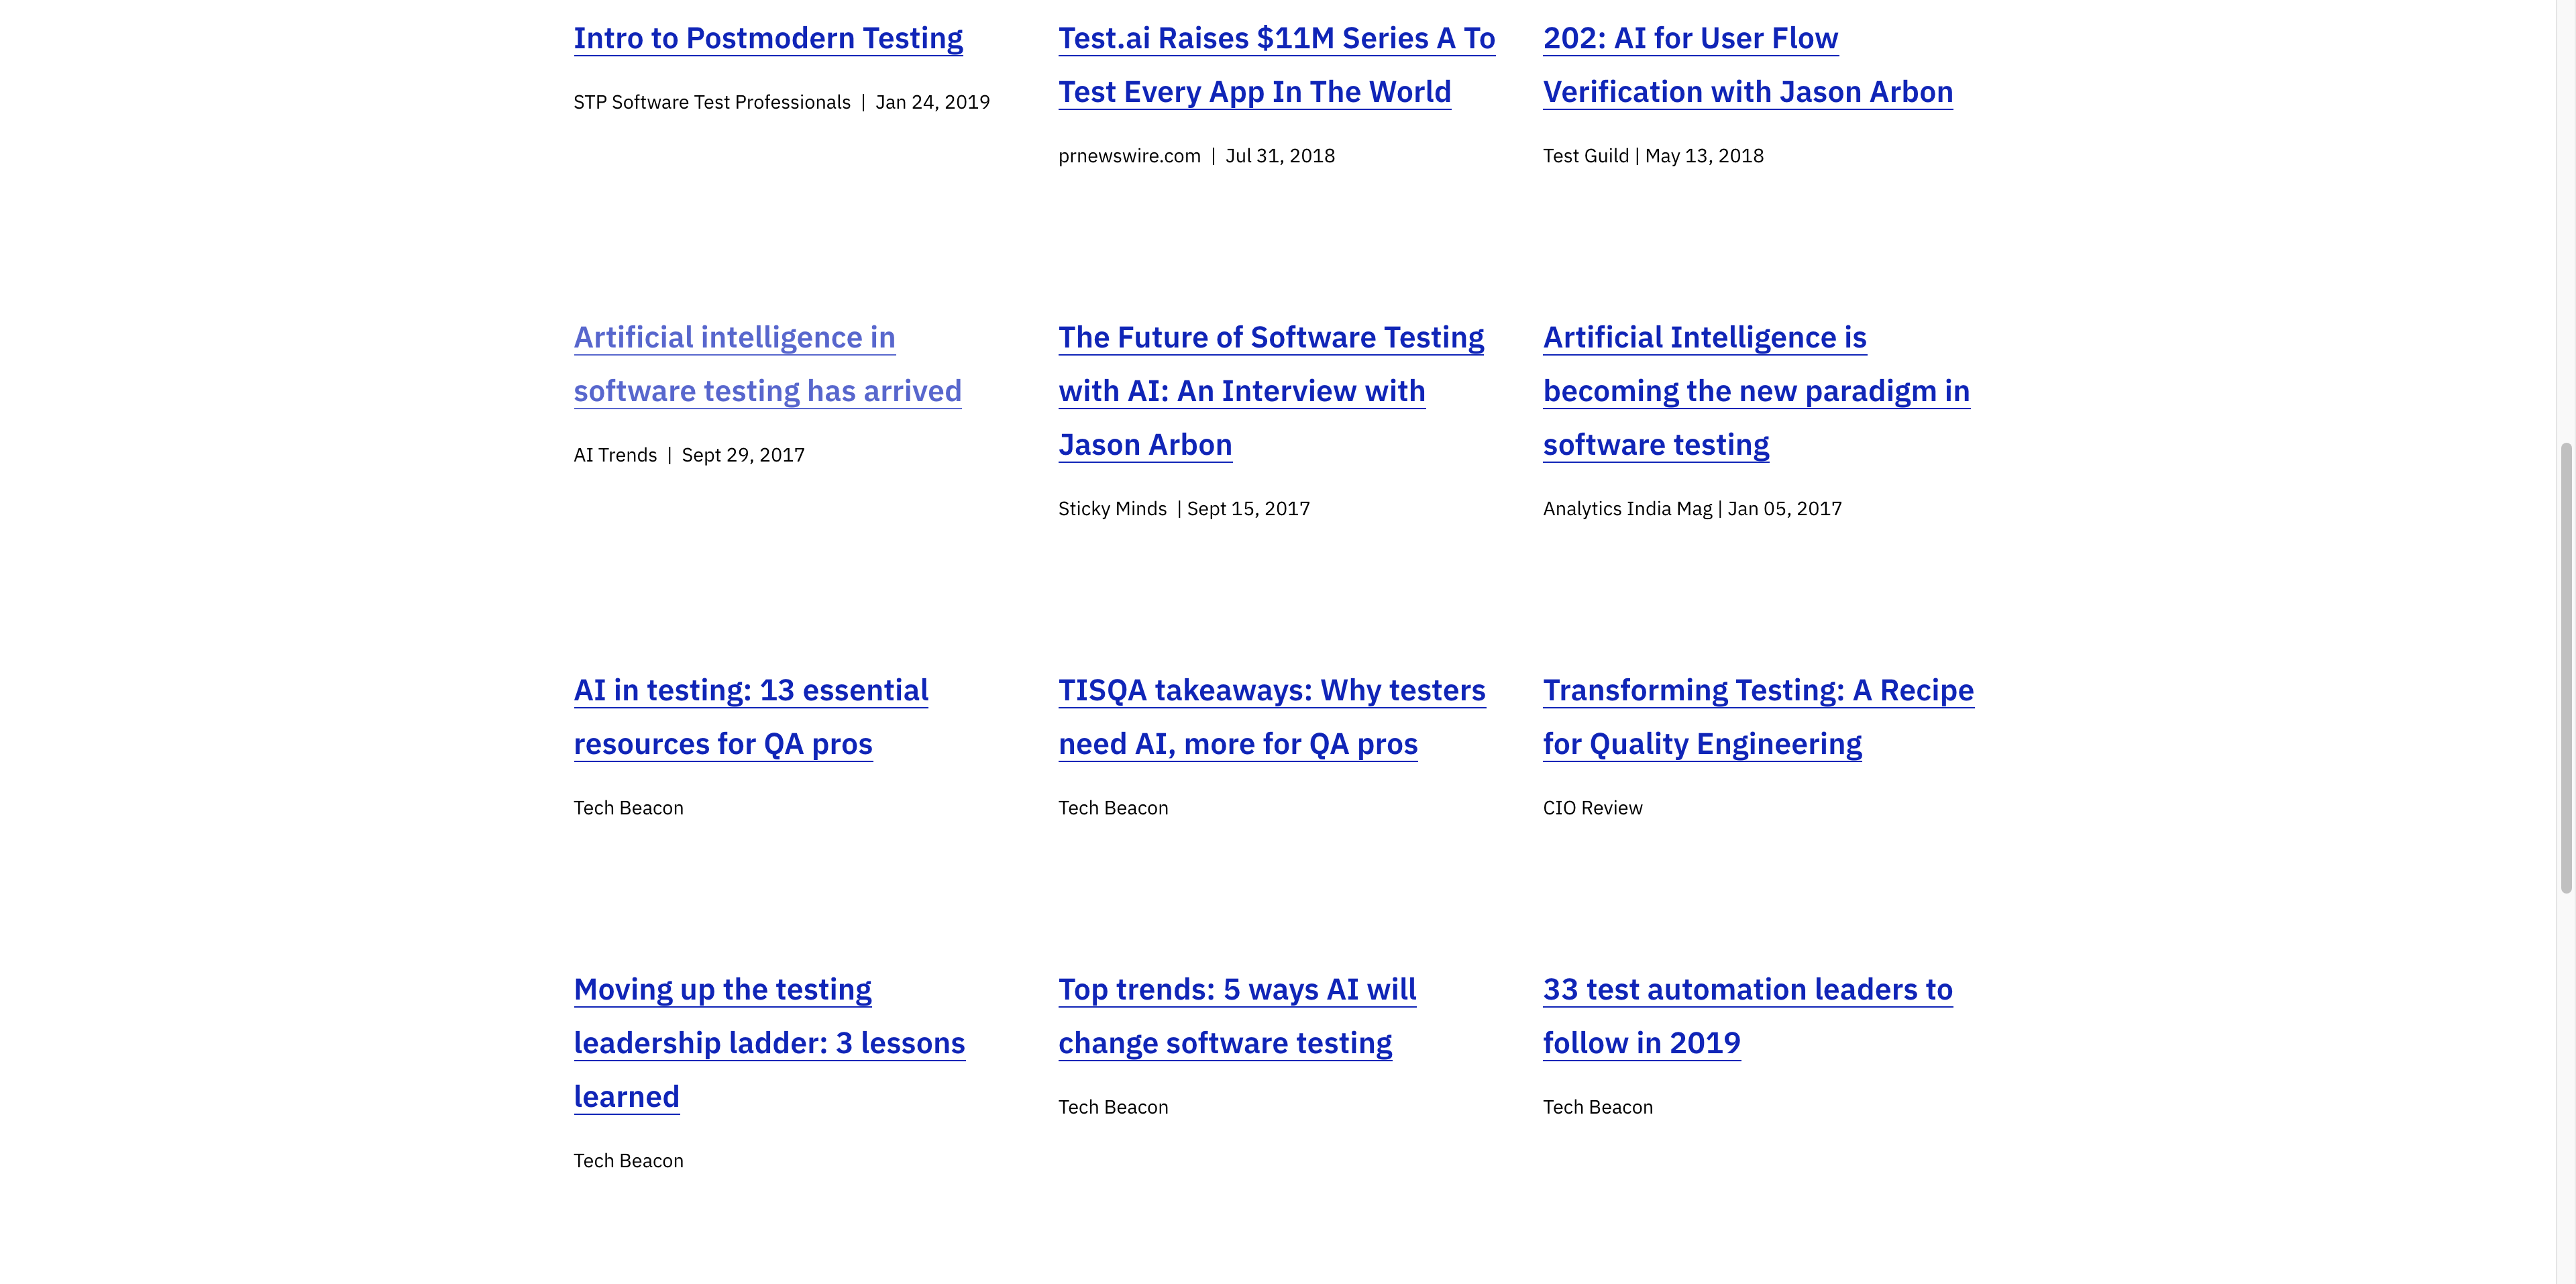 Intro to Postmodern Testing
STP Software Test Professionals | Jan 24, 2019
Test.ai Raises $11M Series A To
Test Every App In The World
prnewswire.com | Jul 31, 2018
202: AI for User Flow
Verification with Jason Arbon
Test Guild | May 13, 2018
Artificial intelligence in
software testing has arrived
AI Trends | Sept 29, 2017
The Future of Software Testing
with AI: An Interview with
Jason Arbon
Sticky Minds | Sept 15, 2017
Artificial Intelligence is
becoming the new paradigm in
software testing
Analytics India Mag | Jan 05, 2017
AI in testing: 13 essential
resources for QA pros
Tech Beacon
TISQA takeaways: Why testers
need AI, more for QA pros
Tech Beacon
Transforming Testing: A Recipe
for Quality Engineering
CIO Review
Moving up the testing
leadership ladder: 3 lessons
learned
Tech Beacon
Top trends: 5 ways AI will
change software testing
Tech Beacon
33 test automation leaders to
follow in 2019
Tech Beacon